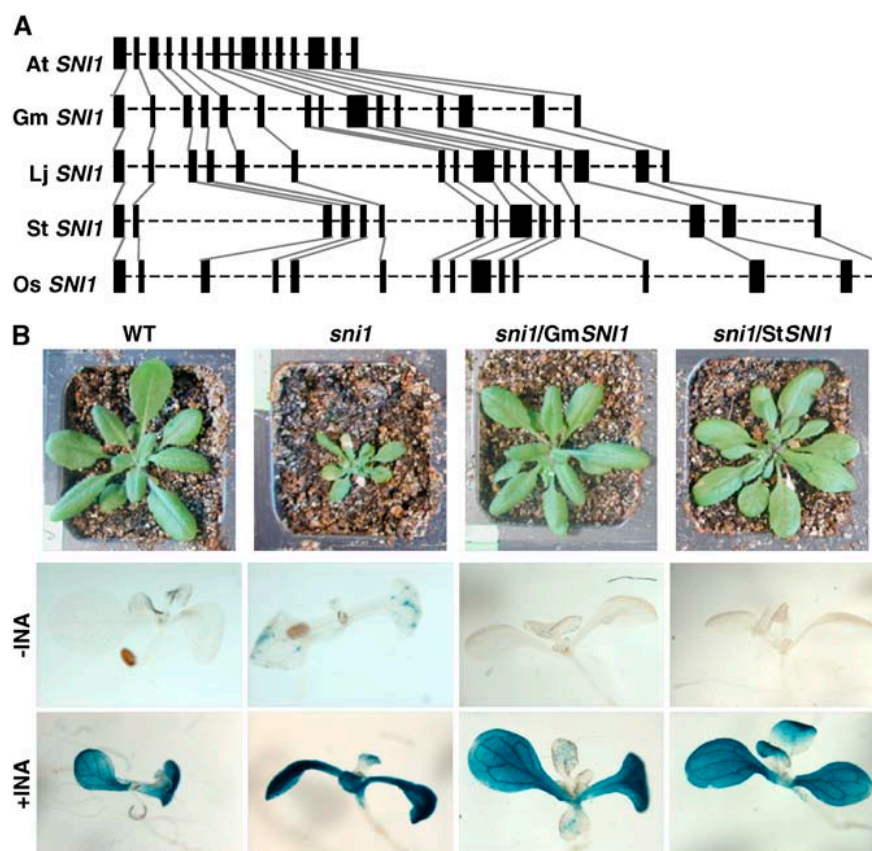 A
At SNI1
Gm SNI1
Lj SNI1
St SNI1
Os SNI1
B
WT sni1 sni1/GmSNI1 sni1/StSNI1
-INA
+INA